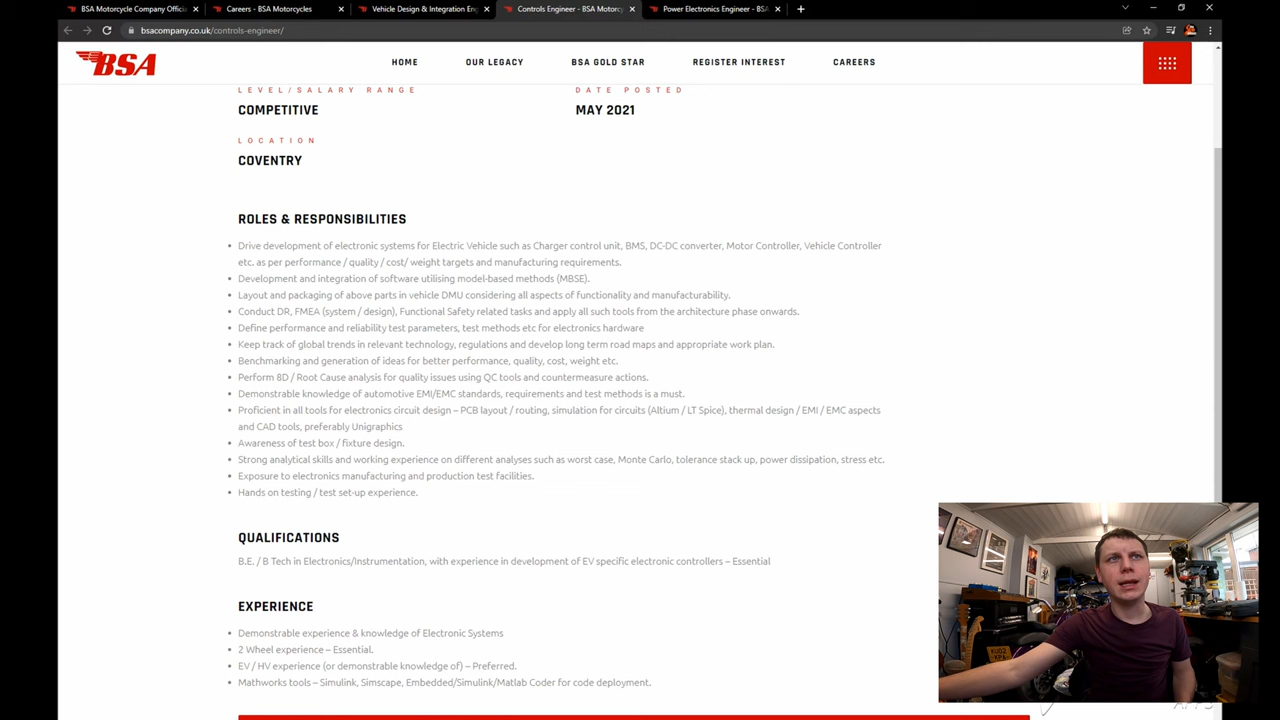 BSA Motorcycle Company Offici
Careers - BSA Motorcycles
Vehicle Design & Integration Eng
Controls Engineer - BSA Motorcy
Power Electronics Engineer - BSA
bsacompany.co.uk/controls-engineer/
BSA
HOME
OUR LEGACY
BSA GOLD STAR
REGISTER INTEREST
CAREERS
LEVEL/SALARY RANGE
COMPETITIVE
DATE POSTED
MAY 2021
LOCATION
COVENTRY
ROLES & RESPONSIBILITIES
• Drive development of electronic systems for Electric Vehicle such as Charger control unit, BMS, DC-DC converter, Motor Controller, Vehicle Controller
etc. as per performance / quality / cost/ weight targets and manufacturing requirements.
• Development and integration of software utilising model-based methods (MBSE).
• Layout and packaging of above parts in vehicle DMU considering all aspects of functionality and manufacturability.
• Conduct DR, FMEA (system / design), Functional Safety related tasks and apply all such tools from the architecture phase onwards.
• Define performance and reliability test parameters, test methods etc for electronics hardware
• Keep track of global trends in relevant technology, regulations and develop long term road maps and appropriate work plan.
• Benchmarking and generation of ideas for better performance, quality, cost, weight etc.
• Perform 8D / Root Cause analysis for quality issues using QC tools and countermeasure actions.
• Demonstrable knowledge of automotive EMI/EMC standards, requirements and test methods is a must.
• Proficient in all tools for electronics circuit design – PCB layout / routing, simulation for circuits (Altium / LT Spice), thermal design / EMI / EMC aspects
and CAD tools, preferably Unigraphics
• Awareness of test box / fixture design.
• Strong analytical skills and working experience on different analyses such as worst case, Monte Carlo, tolerance stack up, power dissipation, stress etc.
• Exposure to electronics manufacturing and production test facilities.
• Hands on testing / test set-up experience.
QUALIFICATIONS
B.E. / B Tech in Electronics/Instrumentation, with experience in development of EV specific electronic controllers – Essential
EXPERIENCE
• Demonstrable experience & knowledge of Electronic Systems
• 2 Wheel experience – Essential.
• EV / HV experience (or demonstrable knowledge of) – Preferred.
• Mathworks tools – Simulink, Simscape, Embedded/Simulink/Matlab Coder for code deployment.